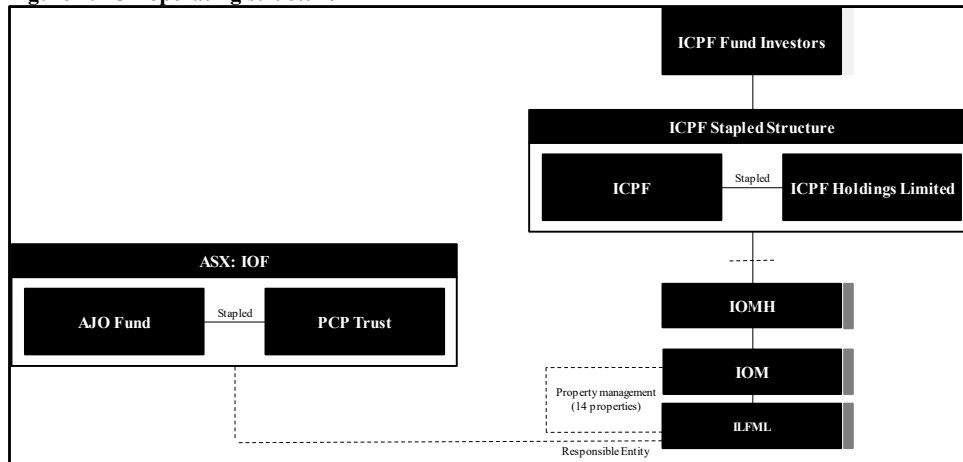 ICPF Fund Investors
ICPF Stapled Structure
ICPF
Stapled
ICPF Holdings Limited
ASX: IOF
AJO Fund
Stapled
PCP Trust
IOMH
IOM
Property management
(14 properties)
ILFML
Responsible Entity